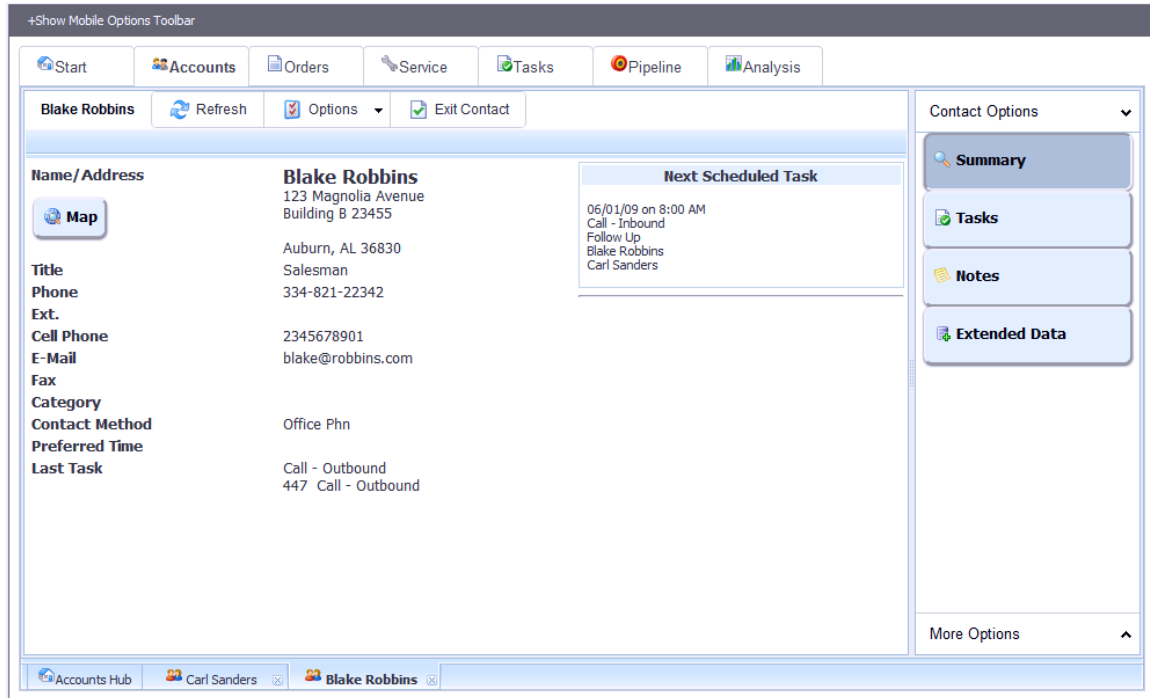 +Show Mobile Options Toolbar
Start Accounts Orders Service Tasks Pipeline Analysis
Blake Robbins Refresh Options Exit Contact
Contact Options
Summary
Tasks
Notes
Extended Data
More Options
Name/Address Blake Robbins
123 Magnolia Avenue
Map Building B 23455
Auburn, AL 36830
Title Salesman
Phone 334-821-22342
Ext.
Cell Phone 2345678901
E-Mail blake@robbins.com
Fax
Category
Contact Method Office Phn
Preferred Time
Last Task Call - Outbound
447 Call - Outbound
Next Scheduled Task
06/01/09 on 8:00 AM
Call - Inbound
Follow Up
Blake Robbins
Carl Sanders
Accounts Hub Carl Sanders Blake Robbins